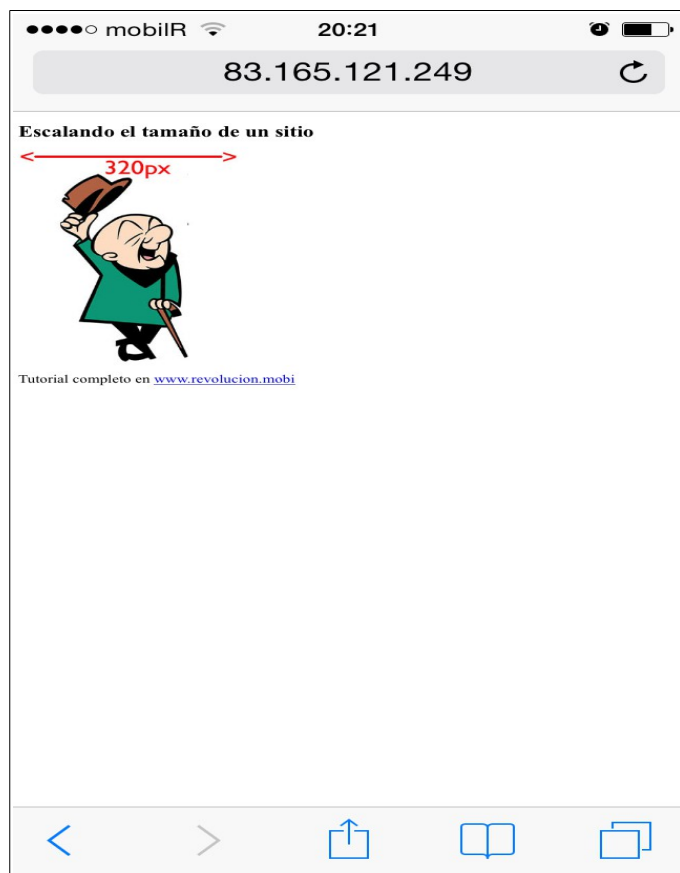 mobilR 20:21
83.165.121.249
Escalando el tamaño de un sitio
320px
Tutorial completo en www.revolucion.mobi